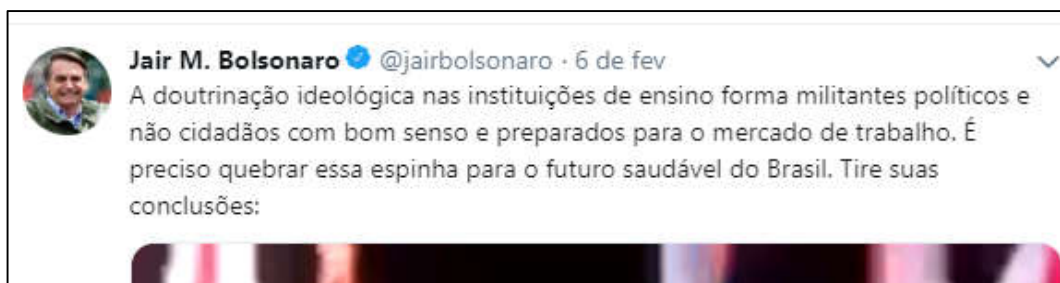 Jair M. Bolsonaro @jairbolsonaro · 6 de fev
A doutrinação ideológica nas instituições de ensino forma militantes políticos e
não cidadãos com bom senso e preparados para o mercado de trabalho. É
preciso quebrar essa espinha para o futuro saudável do Brasil. Tire suas
conclusões: